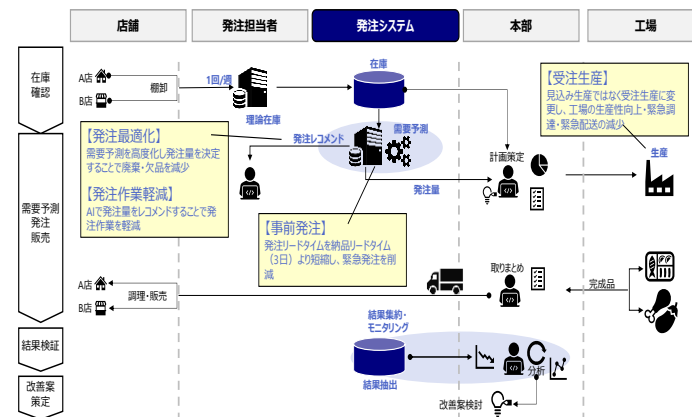 店舗
発注担当者
発注システム
本部
工場
在庫
確認
A店
B店
棚卸
1回/週
理論在庫
在庫
需要予測
発注レコメンド
計画策定
発注量
生産
【受注生産】
見込み生産ではなく受注生産に変
更し、工場の生産性向上・緊急調
達・緊急配送の減少
【発注最適化】
需要予測を高度化し発注量を決定
することで廃棄・欠品を減少
【発注作業軽減】
AIで発注量をレコメンドすることで発
注作業を軽減
需要予測
発注
販売
【事前発注】
発注リードタイムを納品リードタイム
（3日）より短縮し、緊急発注を削
減
A店
B店
調理・販売
取りまとめ
完成品
結果検証
結果集約・
モニタリング
結果抽出
分析
改善案
策定
改善案検討